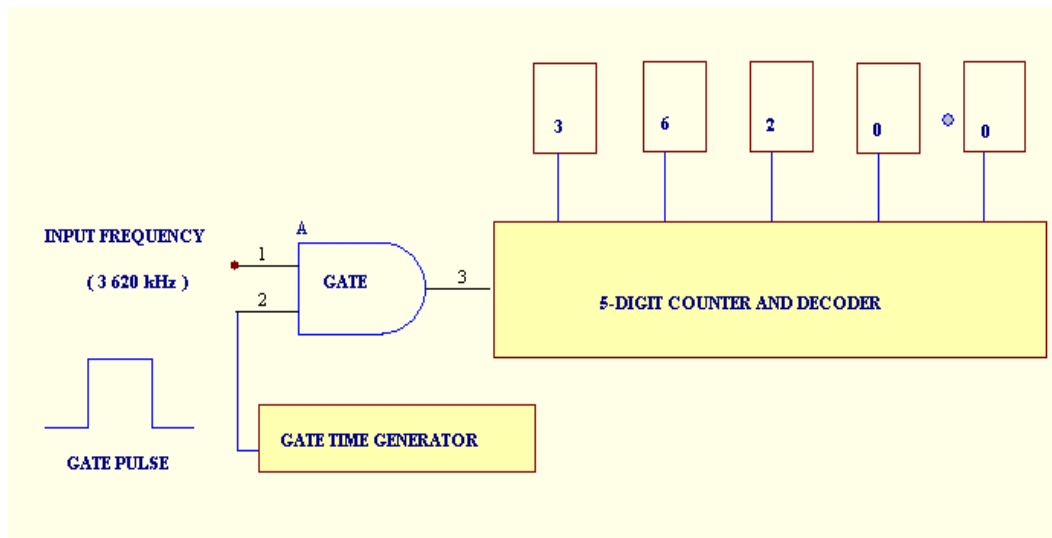 3 6 2 0 0
A
INPUT FREQUENCY
( 3 620 kHz )
1
2
GATE
3
5-DIGIT COUNTER AND DECODER
GATE TIME GENERATOR
GATE PULSE